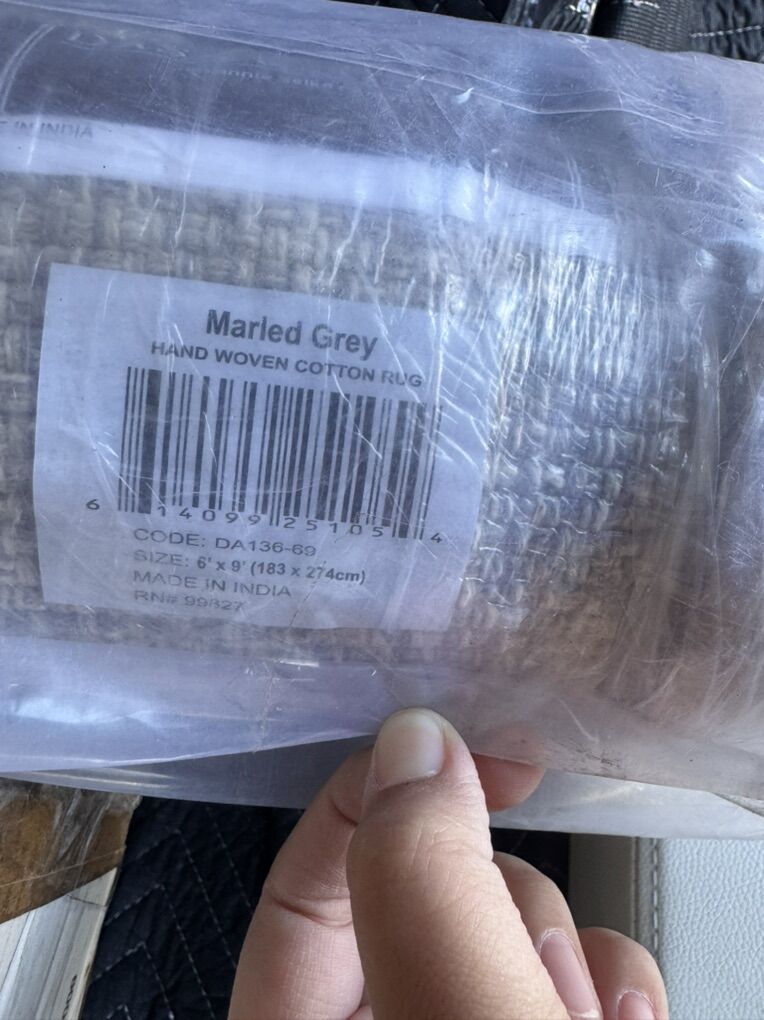 IN INDIA
Marled Grey
HAND WOVEN COTTON RUG
6 14099 25105 4
CODE: DA136-69
SIZE: 6' x 9' (183 x 274cm)
MADE IN INDIA
RN# 99827